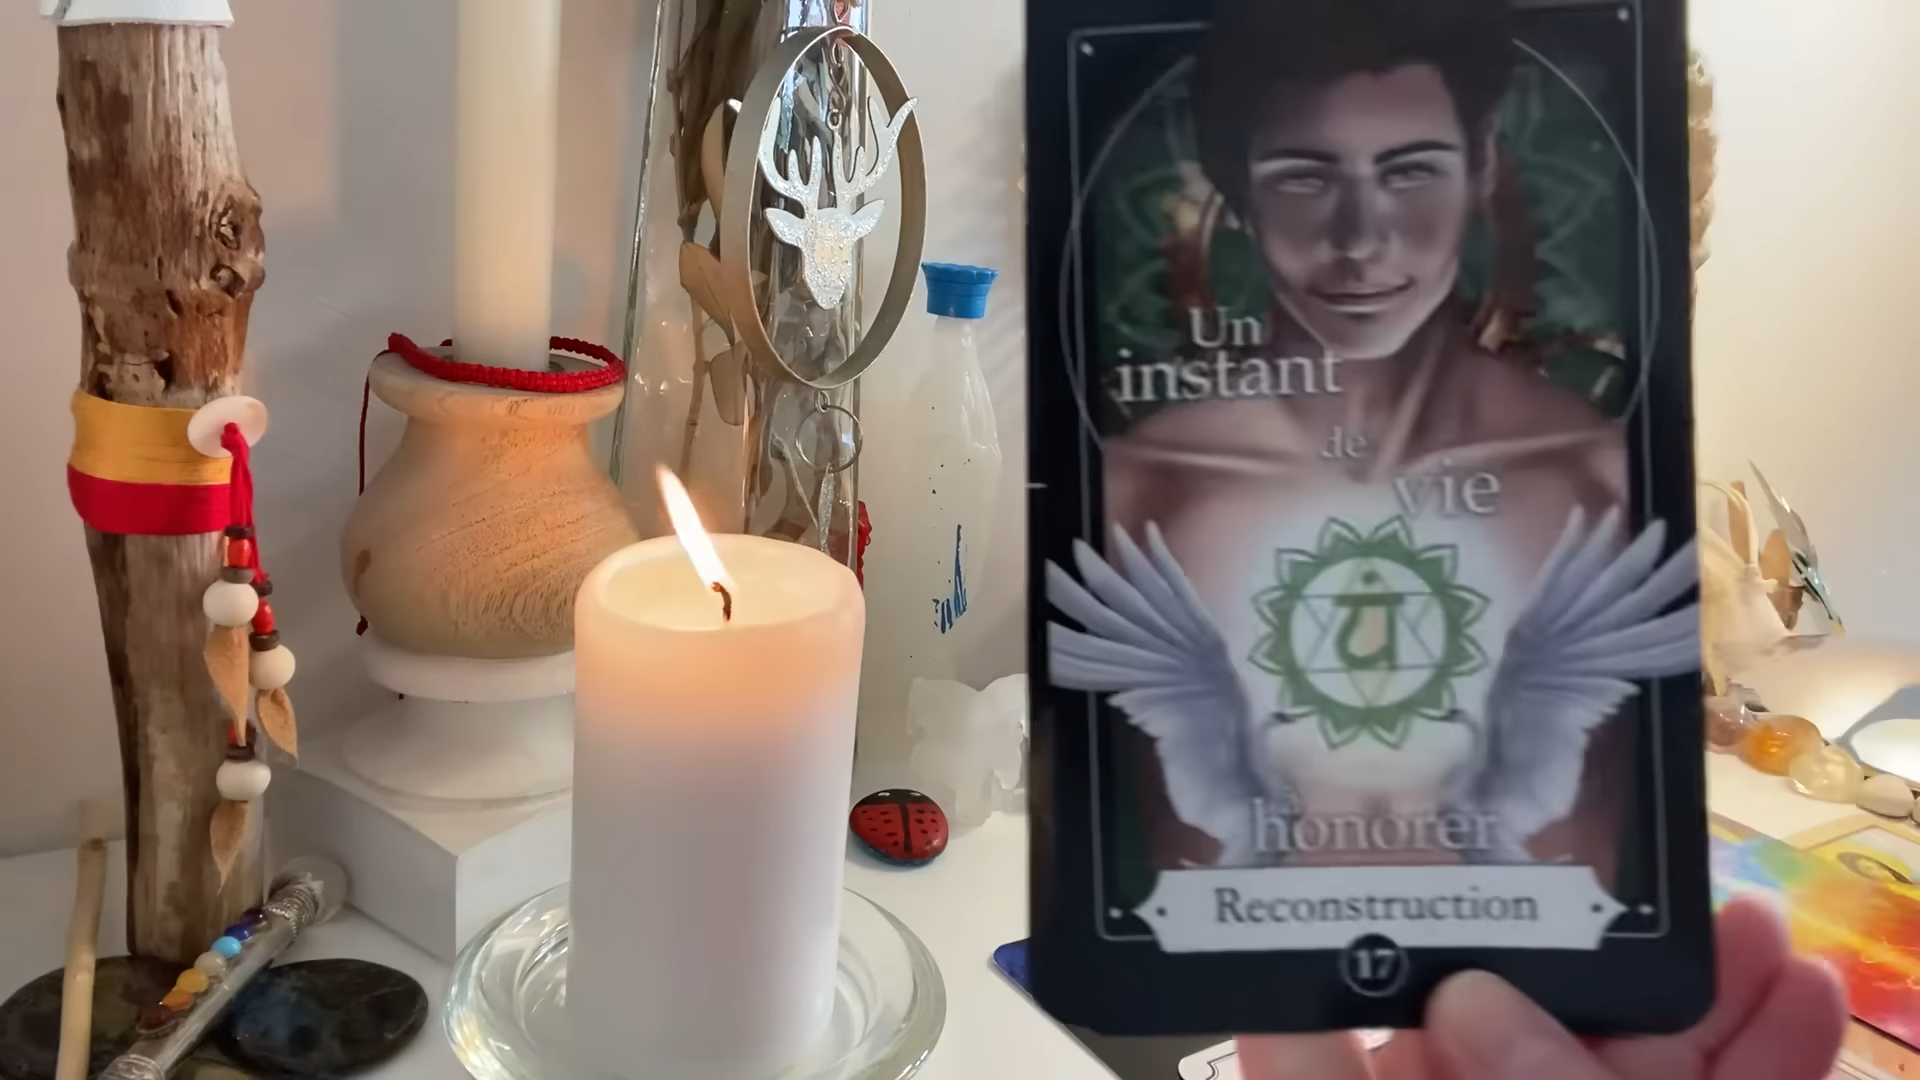 Un
instant
de
vie
यं
à
honorer
Reconstruction
17